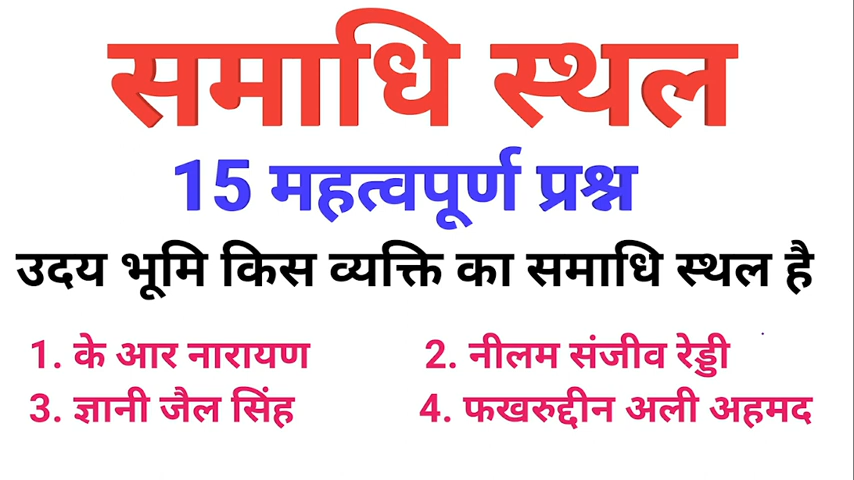 समाधि स्थल
15 महत्वपूर्ण प्रश्न
उदय भूमि किस व्यक्ति का समाधि स्थल है
1. के आर नारायण 2. नीलम संजीव रेड्डी
3. ज्ञानी जैल सिंह 4. फखरुद्दीन अली अहमद